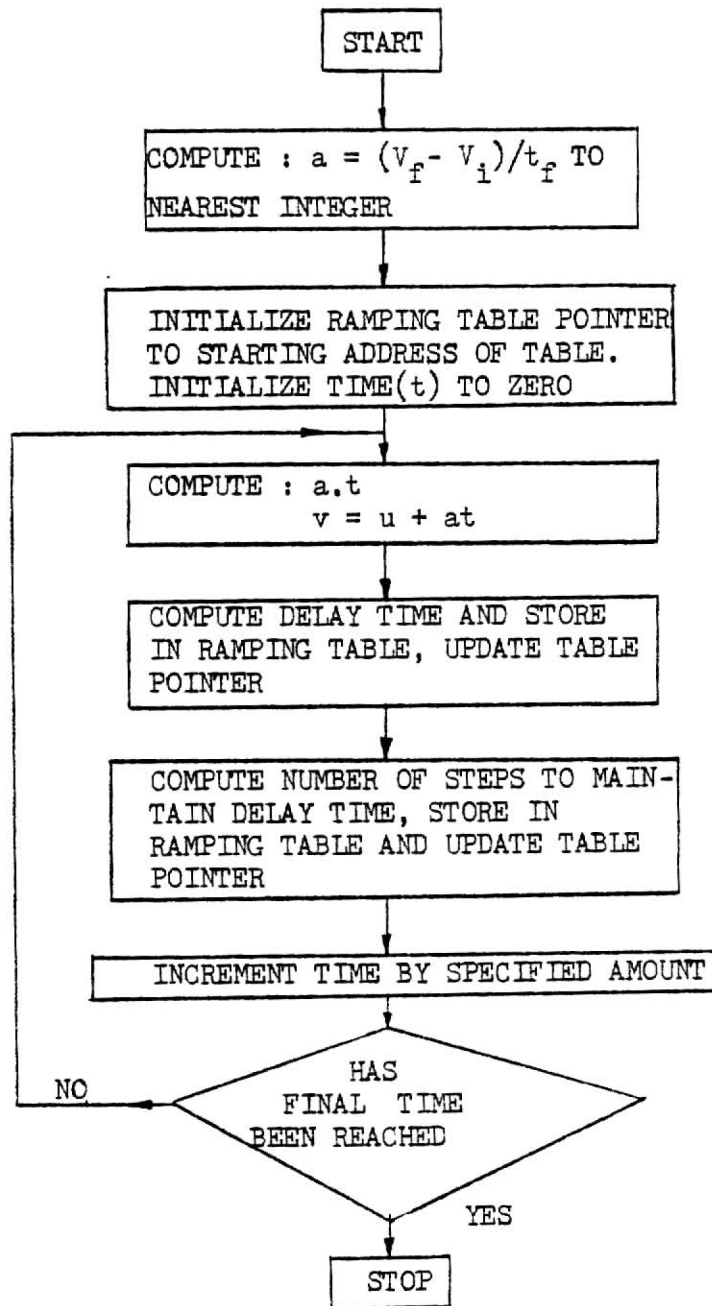 START
COMPUTE : a = (V_f - V_i)/t_f TO
NEAREST INTEGER
INITIALIZE RAMPING TABLE POINTER
TO STARTING ADDRESS OF TABLE.
INITIALIZE TIME(t) TO ZERO
COMPUTE : a.t
v = u + at
COMPUTE DELAY TIME AND STORE
IN RAMPING TABLE, UPDATE TABLE
POINTER
COMPUTE NUMBER OF STEPS TO MAIN-
TAIN DELAY TIME, STORE IN
RAMPING TABLE AND UPDATE TABLE
POINTER
INCREMENT TIME BY SPECIFIED AMOUNT
HAS
FINAL TIME
BEEN REACHED
NO
YES
STOP